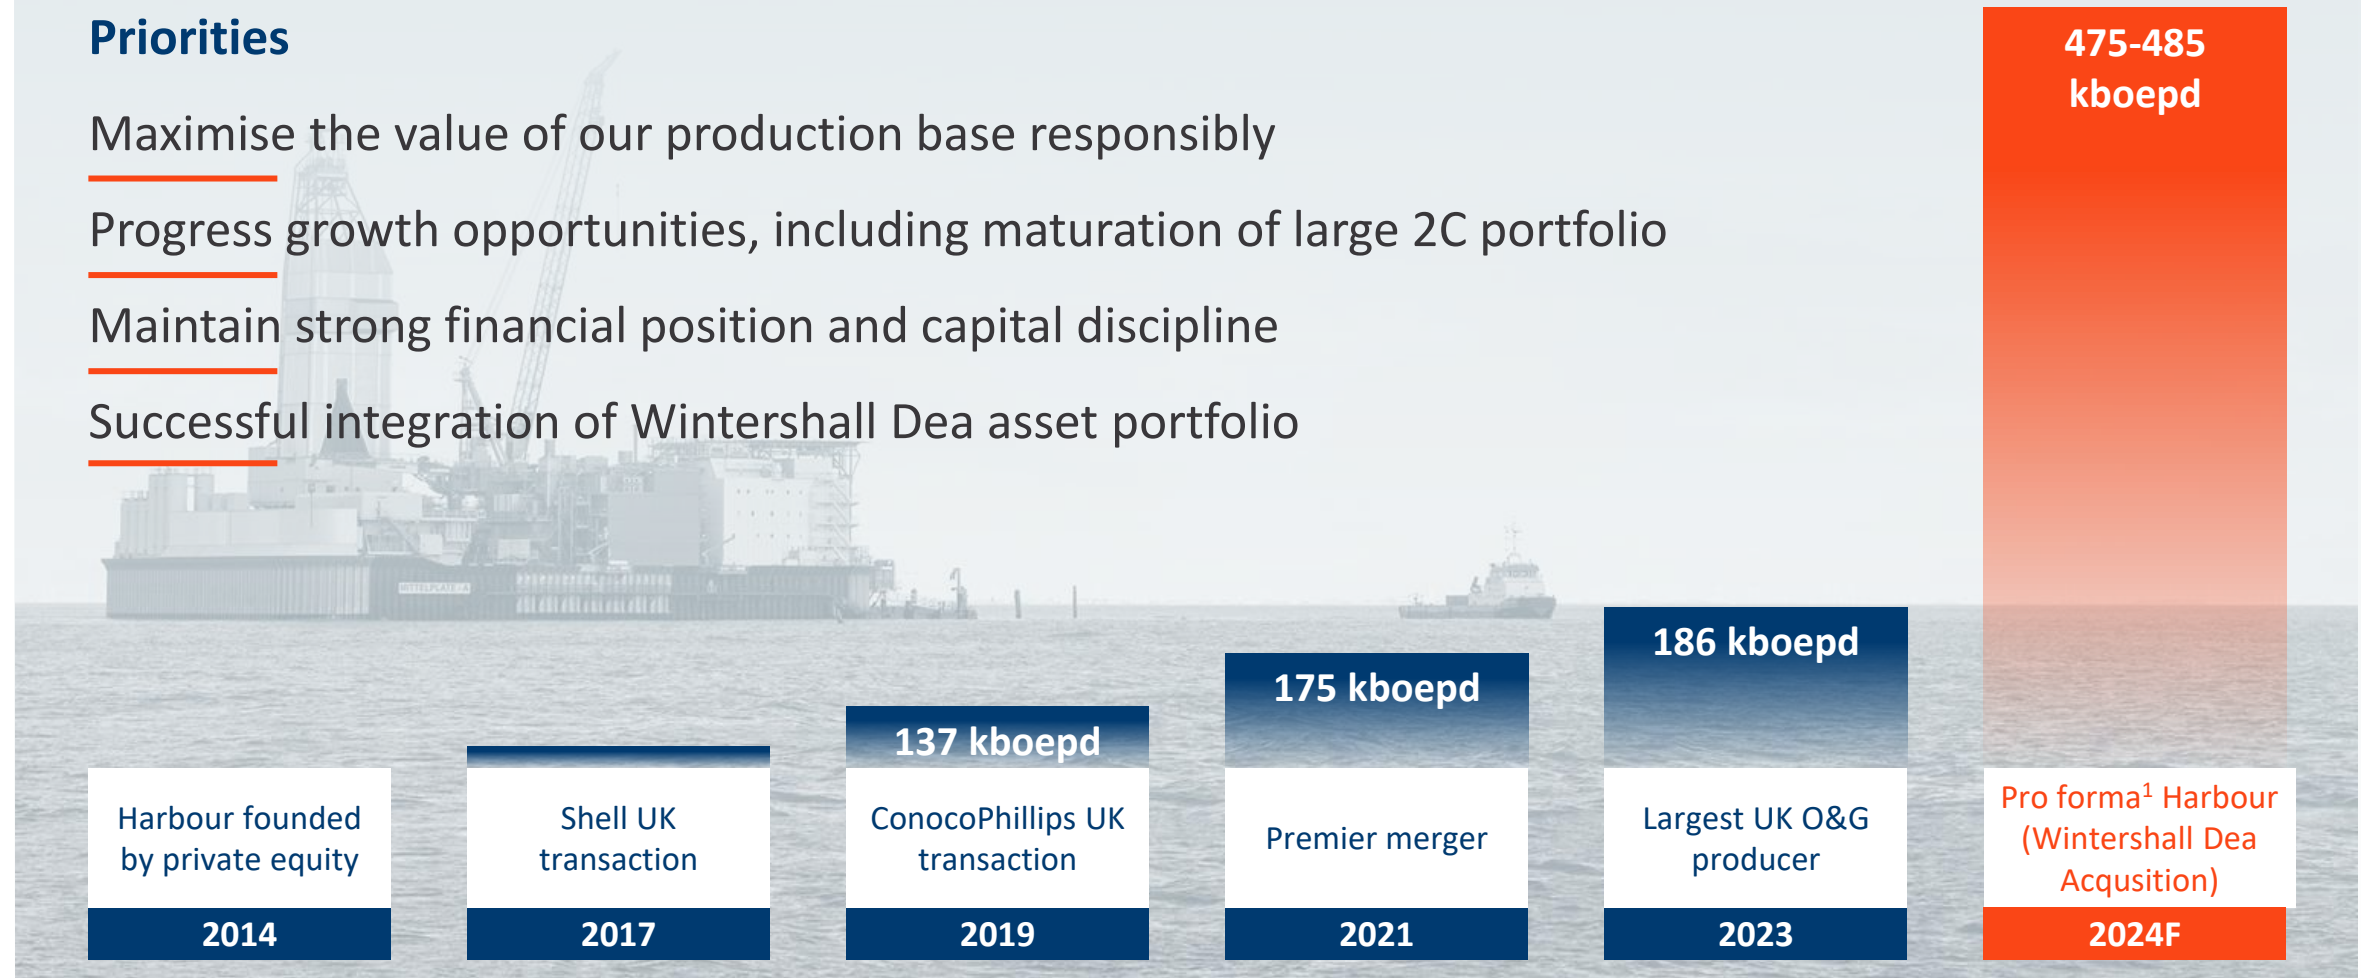 Priorities
Maximise the value of our production base responsibly
Progress growth opportunities, including maturation of large 2C portfolio
Maintain strong financial position and capital discipline
Successful integration of Wintershall Dea asset portfolio
475-485
kboepd
186 kboepd
175 kboepd
137 kboepd
Harbour founded
by private equity
2014
Shell UK
transaction
2017
ConocoPhillips UK
transaction
2019
Premier merger
2021
Largest UK O&G
producer
2023
Pro forma¹ Harbour
(Wintershall Dea
Acqusition)
2024F
MITTELPLATE A